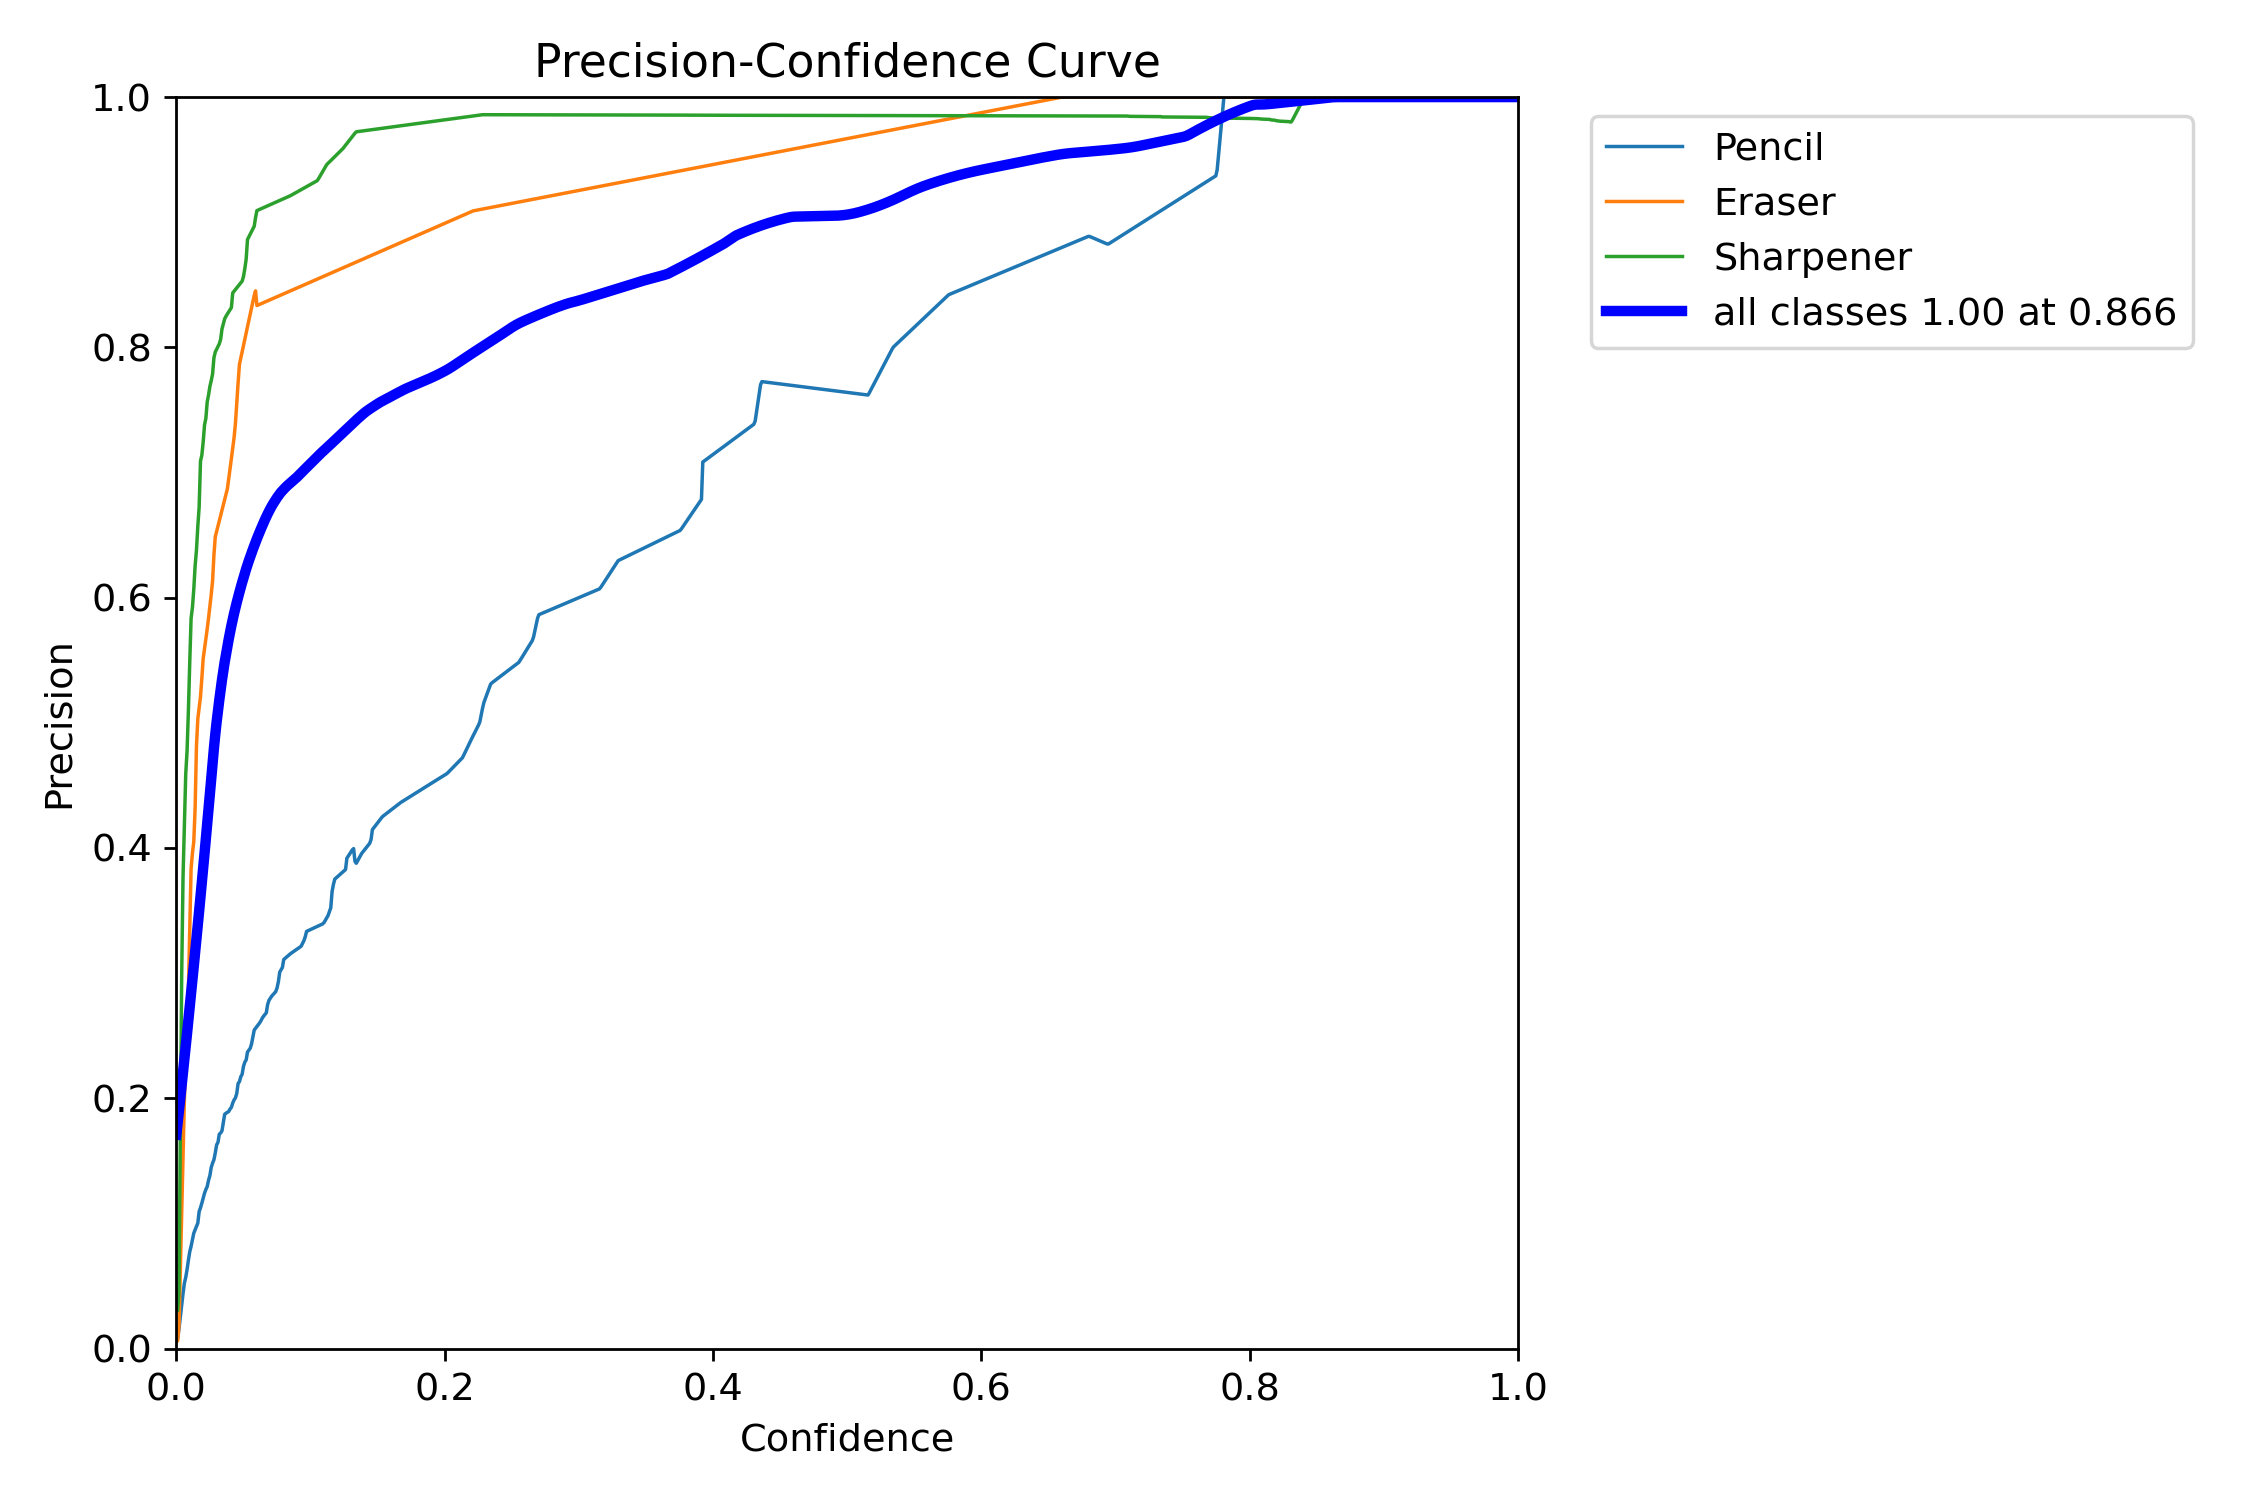 Precision-Confidence Curve
1.0
0.8
0.6
0.4
0.2
0.0
Precision
0.0 0.2 0.4 0.6 0.8 1.0
Confidence
Pencil
Eraser
Sharpener
all classes 1.00 at 0.866